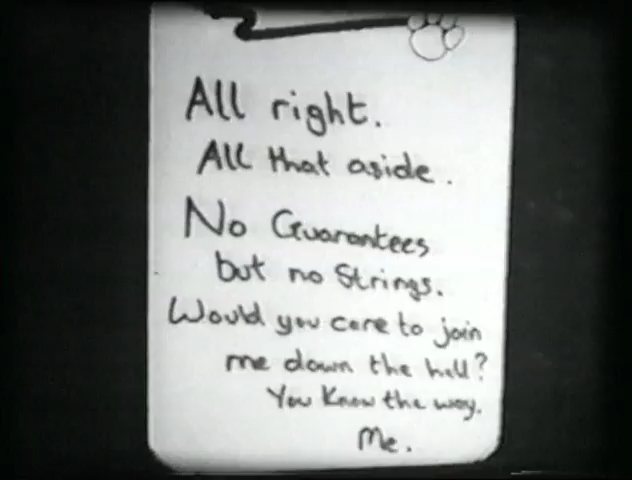 All right.
All that aside.
No Guarantees
but no Strings.
Would you care to join
me down the hill?
You Know the way.
Me.